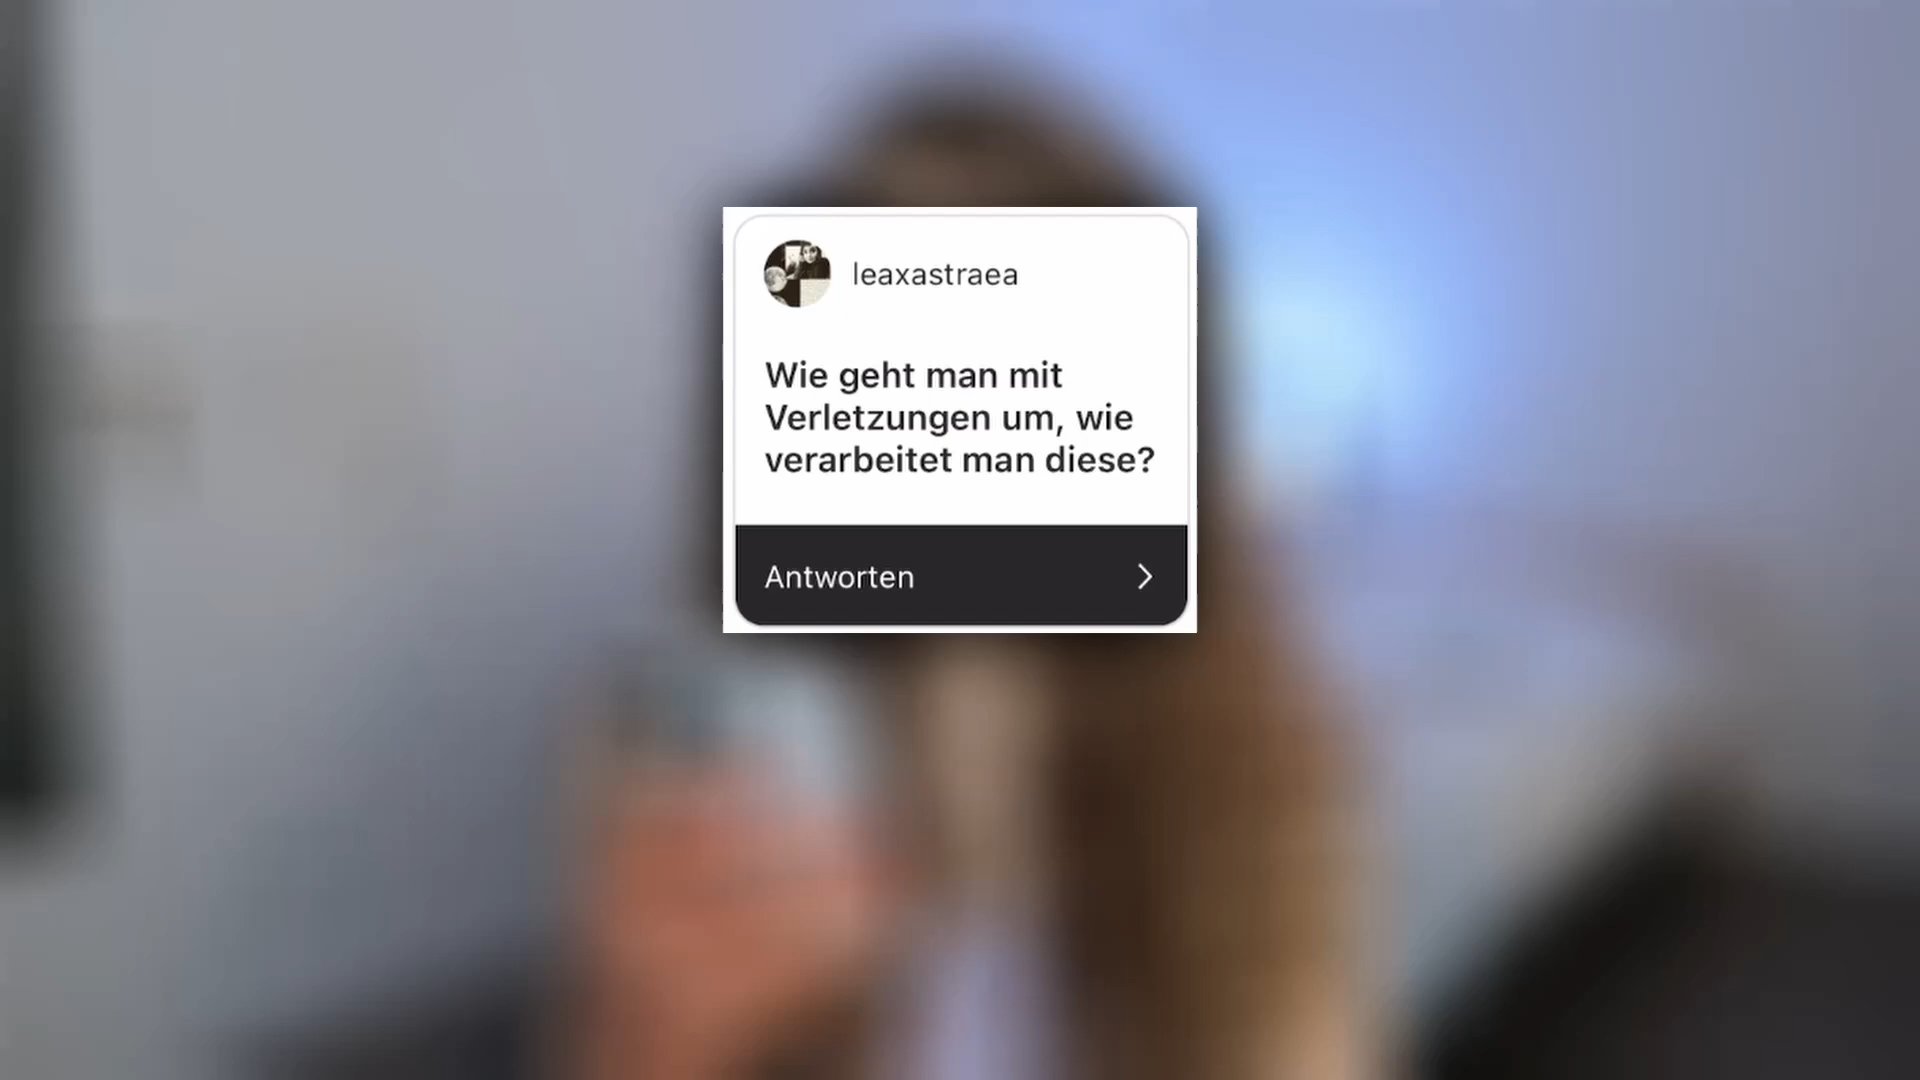 leaxastraea
Wie geht man mit
Verletzungen um, wie
verarbeitet man diese?
Antworten